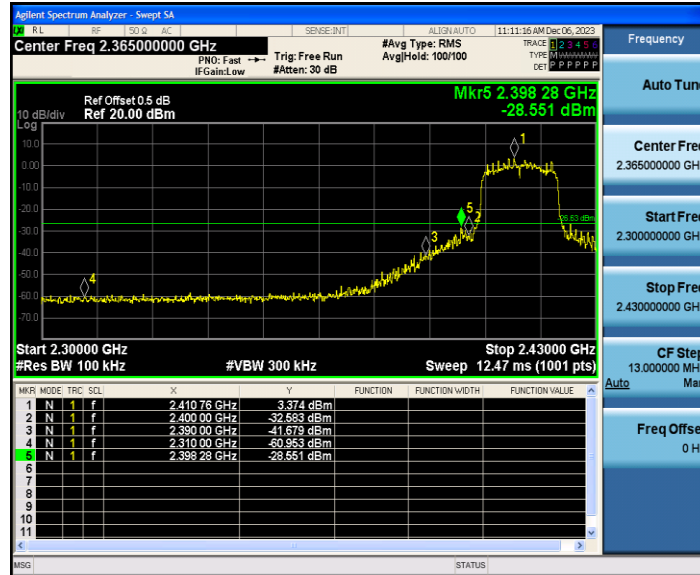 Agilent Spectrum Analyzer - Swept SA
LXI RL RF 50 Ω AC SENSE:INT ALIGN AUTO 11:11:16 AM Dec 06, 2023
Center Freq 2.365000000 GHz
PNO: Fast
IFGain:Low
Trig: Free Run
#Atten: 30 dB
#Avg Type: RMS
Avg|Hold: 100/100
TRACE 1 2 3 4 5 6
TYPE M
DET P P P P P P
Ref Offset 0.5 dB
10 dB/div Ref 20.00 dBm
Log
Mkr5 2.398 28 GHz
-28.551 dBm
10.0
0.00
-10.0
-20.0
-30.0
-40.0
-50.0
-60.0
-70.0
1
5
2
3
4
Start 2.30000 GHz Stop 2.43000 GHz
#Res BW 100 kHz #VBW 300 kHz Sweep 12.47 ms (1001 pts)
MKR MODE TRC SCL X Y FUNCTION FUNCTION WIDTH FUNCTION VALUE
1 N 1 f 2.410 76 GHz 3.374 dBm
2 N 1 f 2.400 00 GHz -32.583 dBm
3 N 1 f 2.390 00 GHz -41.679 dBm
4 N 1 f 2.310 00 GHz -60.953 dBm
5 N 1 f 2.398 28 GHz -28.551 dBm
6
7
8
9
10
11
MSG STATUS
Frequency
Auto Tun
Center Fre
2.365000000 GH
Start Fre
2.300000000 GH
Stop Fre
2.430000000 GH
CF Step
13.000000 MH
Auto Ma
Freq Offse
0 H